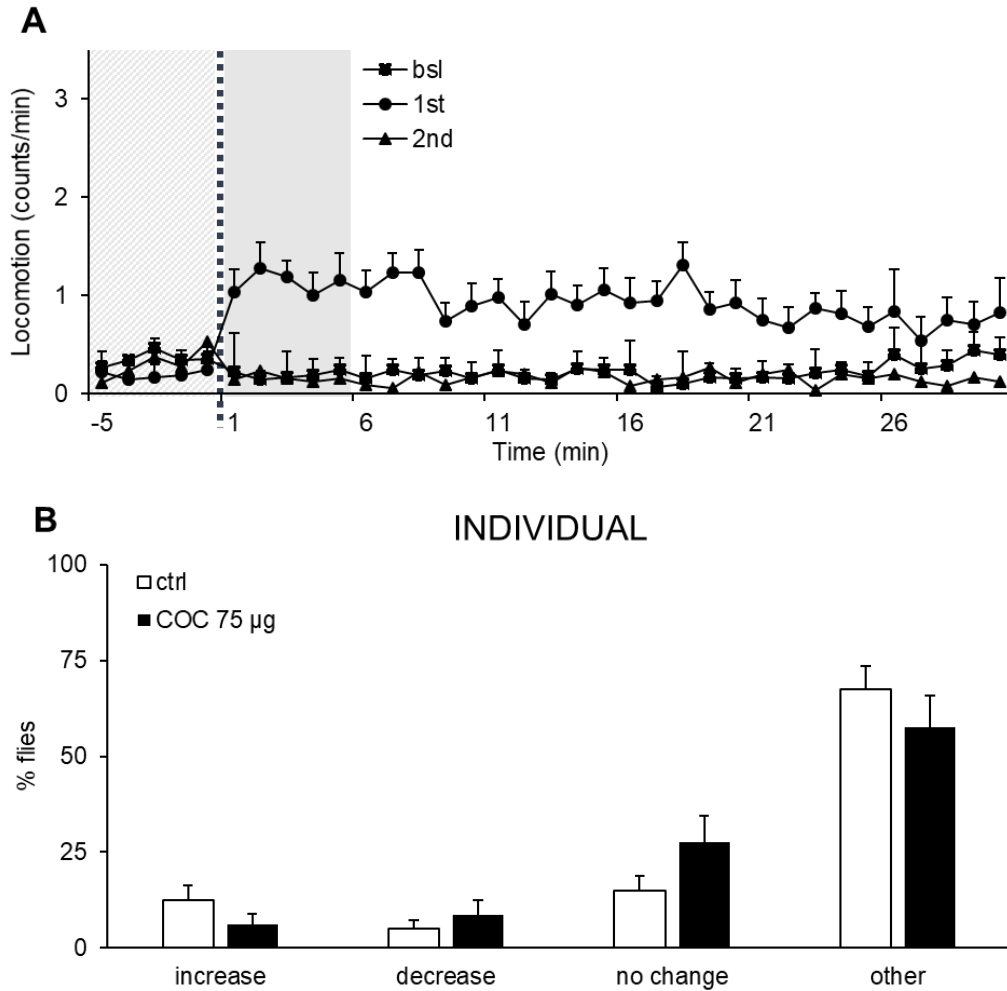 A
Locomotion (counts/min)
3
2
1
0
bsl
1st
2nd
-5 1 6 11 16 21 26
Time (min)
B
INDIVIDUAL
% flies
100
75
50
25
0
ctrl
COC 75 µg
increase decrease no change other